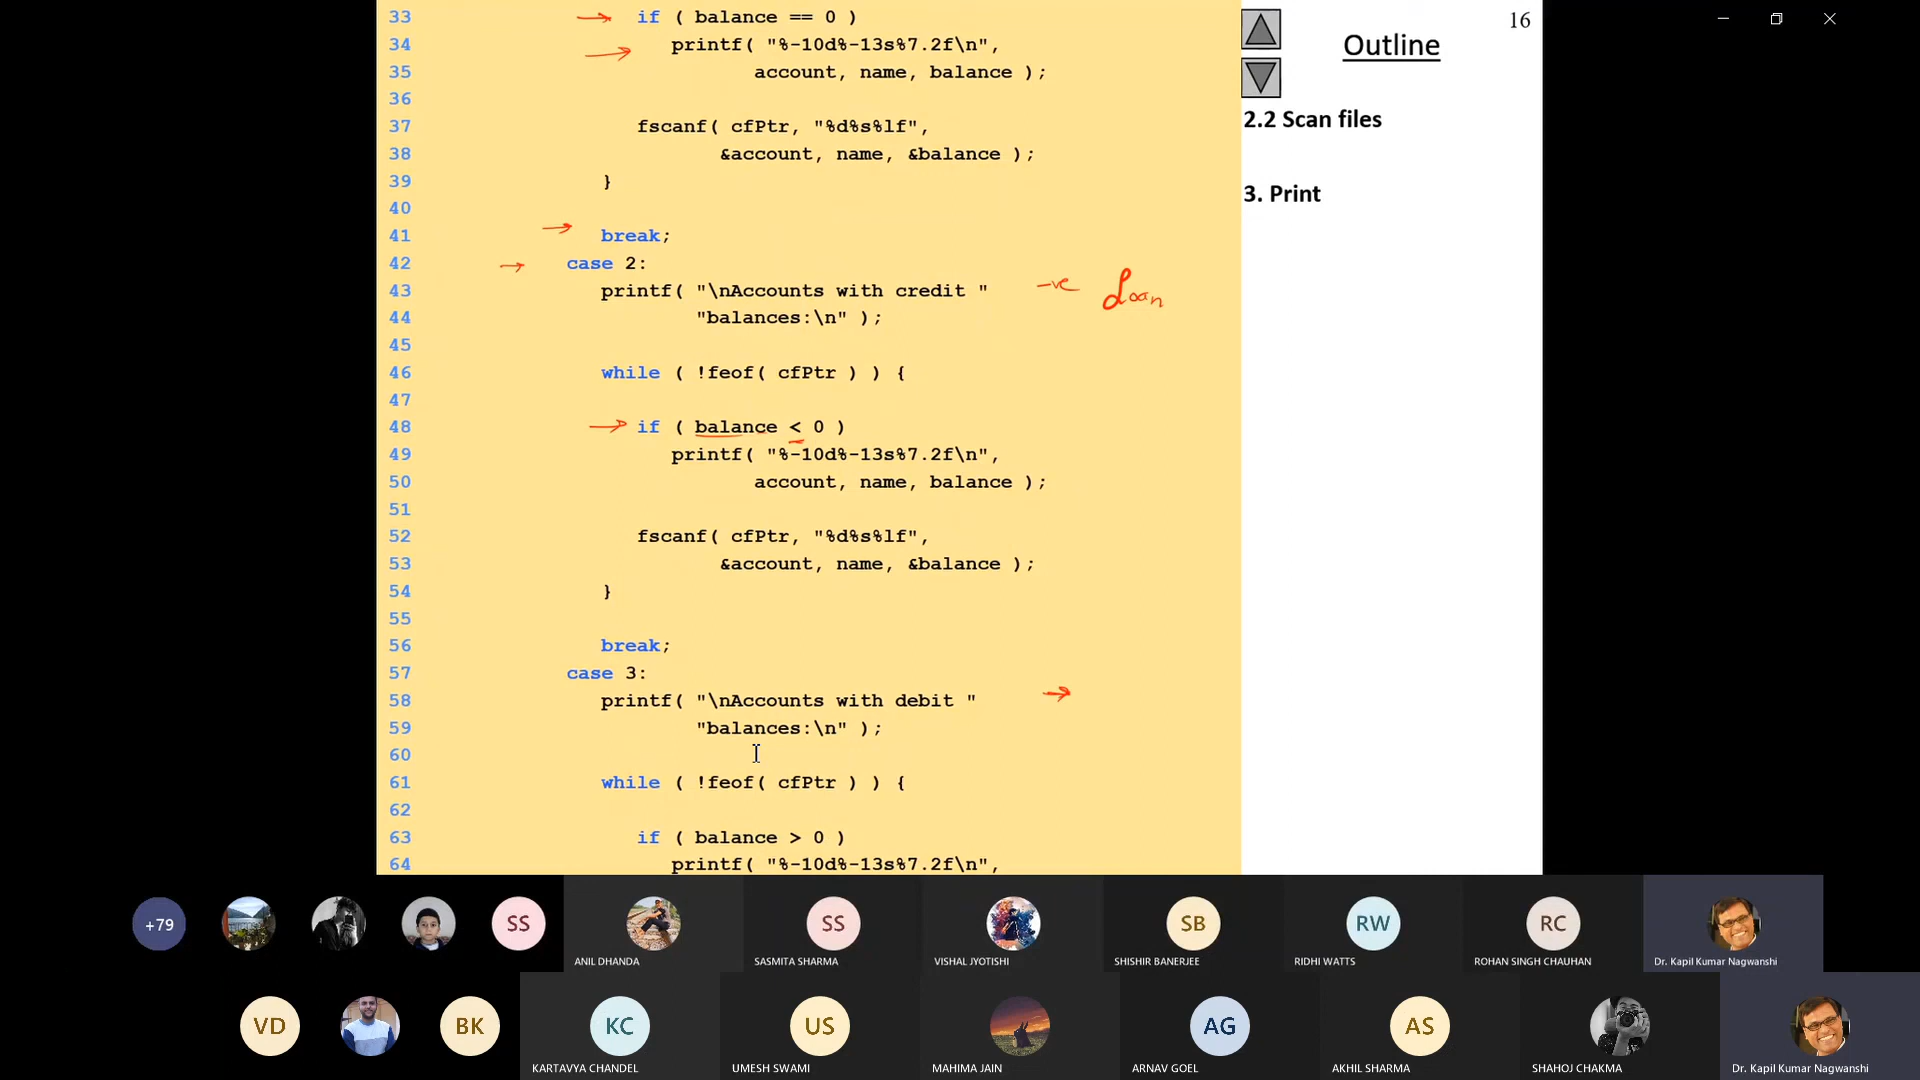 33 if ( balance == 0 )
34 printf( "%-10d%-13s%7.2f\n",
35 account, name, balance );
36
37 fscanf( cfPtr, "%d%s%lf",
38 &account, name, &balance );
39 }
40
41 break;
42 case 2:
43 printf( "\nAccounts with credit " -ve Loan
44 "balances:\n" );
45
46 while ( !feof( cfPtr ) ) {
47
48 if ( balance < 0 )
49 printf( "%-10d%-13s%7.2f\n",
50 account, name, balance );
51
52 fscanf( cfPtr, "%d%s%lf",
53 &account, name, &balance );
54 }
55
56 break;
57 case 3:
58 printf( "\nAccounts with debit "
59 "balances:\n" );
60
61 while ( !feof( cfPtr ) ) {
62
63 if ( balance > 0 )
64 printf( "%-10d%-13s%7.2f\n",
16
Outline
2.2 Scan files
3. Print
+79 SS SS SB RW RC
ANIL DHANDA SASMITA SHARMA VISHAL JYOTISHI SHISHIR BANERJEE RIDHI WATTS ROHAN SINGH CHAUHAN Dr. Kapil Kumar Nagwanshi
VD BK KC US AG AS
KARTAVYA CHANDEL UMESH SWAMI MAHIMA JAIN ARNAV GOEL AKHIL SHARMA SHAHOJ CHAKMA Dr. Kapil Kumar Nagwanshi